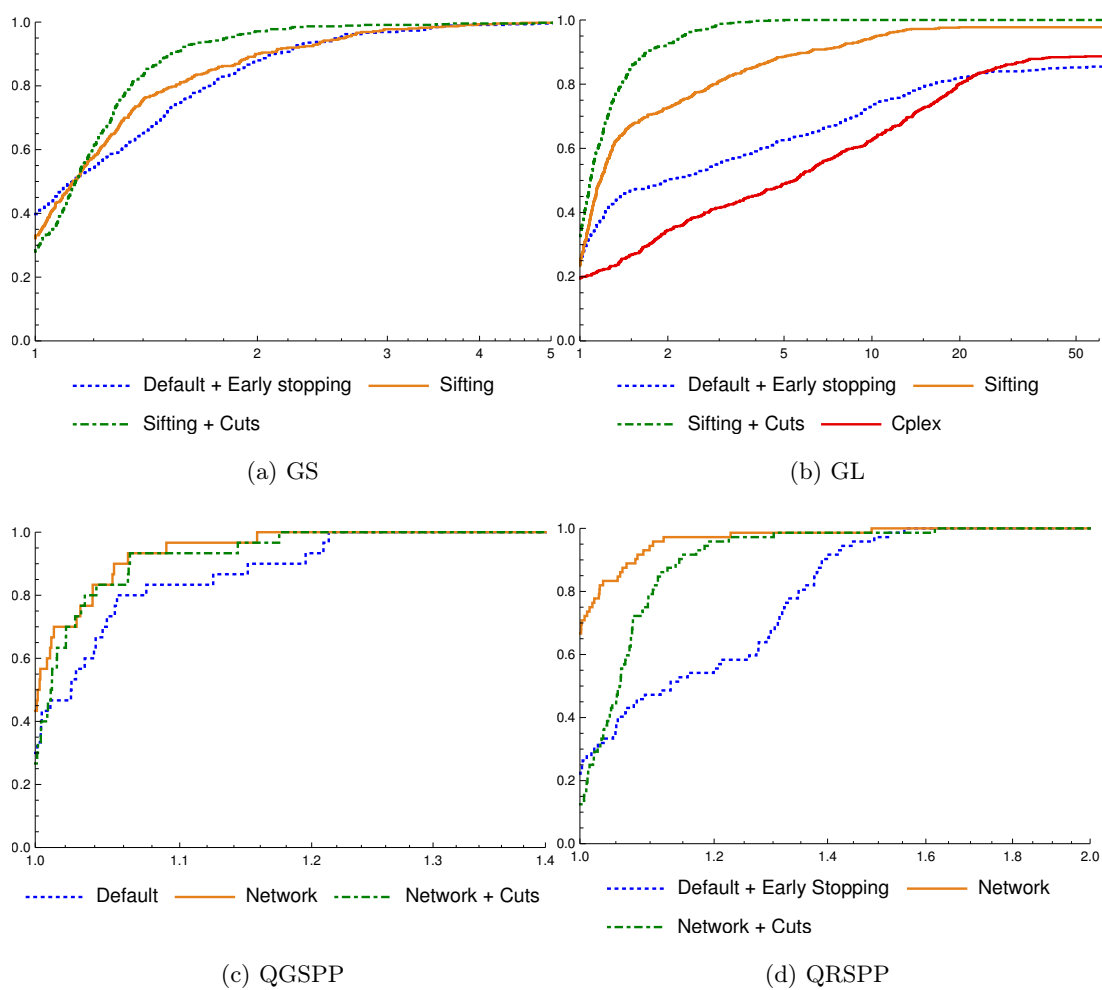 1.0
0.8
0.6
0.4
0.2
0.0
1 2 3 4 5
Default + Early stopping Sifting
Sifting + Cuts
(a) GS
1.0
0.8
0.6
0.4
0.2
0.0
1 2 5 10 20 50
Default + Early stopping Sifting
Sifting + Cuts Cplex
(b) GL
1.0
0.8
0.6
0.4
0.2
0.0
1.0 1.1 1.2 1.3 1.4
Default Network Network + Cuts
(c) QGSPP
1.0
0.8
0.6
0.4
0.2
0.0
1.0 1.2 1.4 1.6 1.8 2.0
Default + Early Stopping Network
Network + Cuts
(d) QRSPP